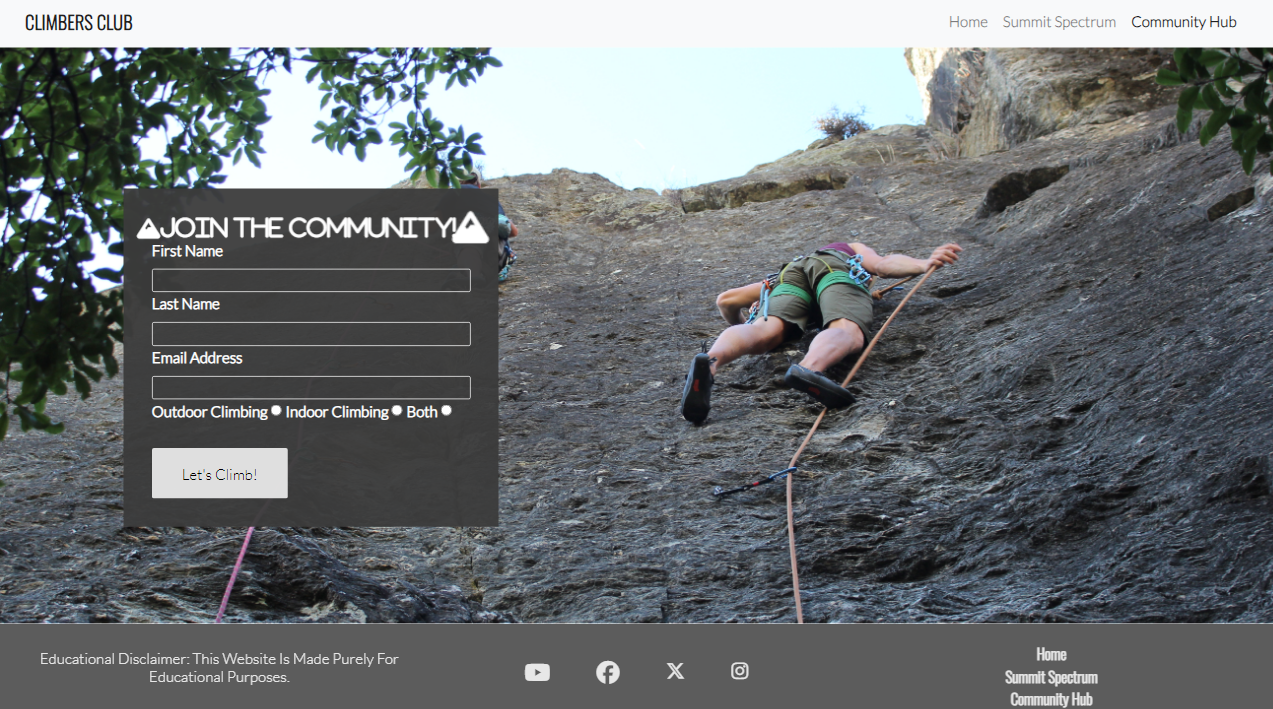 CLIMBERS CLUB
Home Summit Spectrum Community Hub
JOIN THE COMMUNITY!
First Name
Last Name
Email Address
Outdoor Climbing Indoor Climbing Both
Let's Climb!
Educational Disclaimer: This Website Is Made Purely For
Educational Purposes.
Home
Summit Spectrum
Community Hub